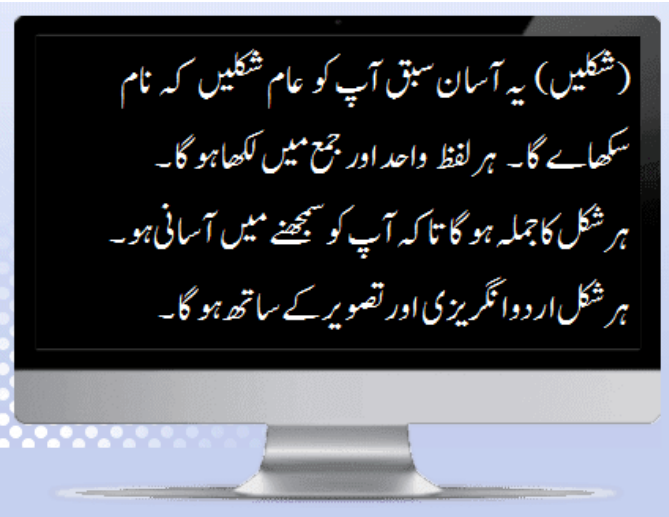 (شکلیں) یہ آسان سبق آپ کو عام شکلیں کہ نام
سکھاے گا۔ ہر لفظ واحد اور جمع میں لکھا ہو گا۔
ہر شکل کا جملہ ہو گا تا کہ آپ کو سمجھنے میں آسانی ہو۔
ہر شکل اردو انگریزی اور تصویر کے ساتھ ہو گا۔